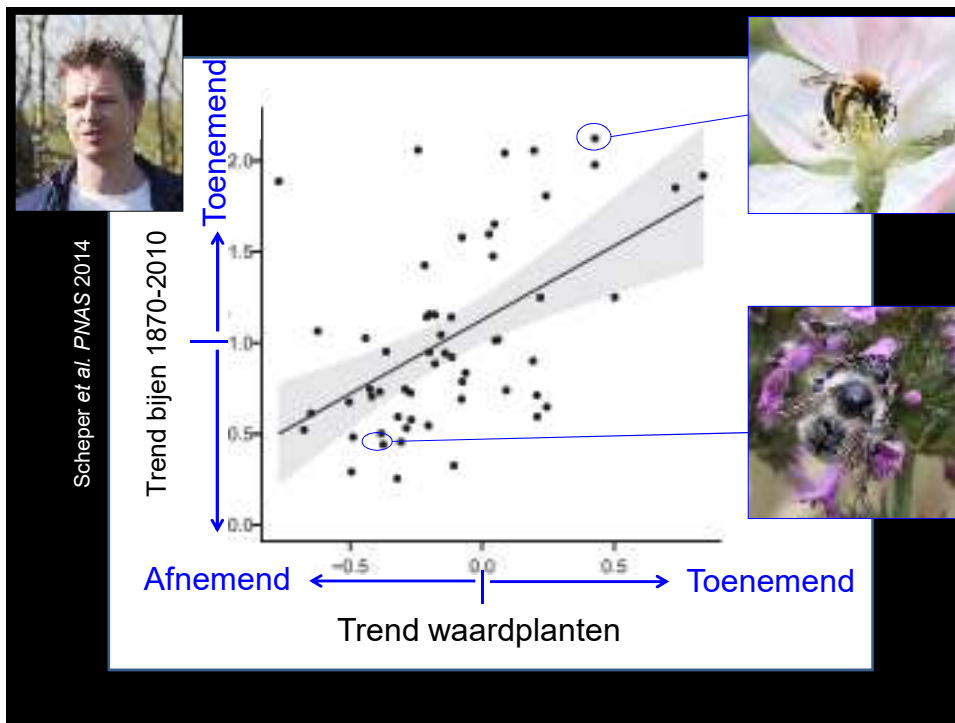 Scheper et al. PNAS 2014
Trend bijen 1870-2010
Toenemend
2.0
1.5
1.0
0.5
0.0
−0.5
0.0
0.5
Afnemend
Toenemend
Trend waardplanten